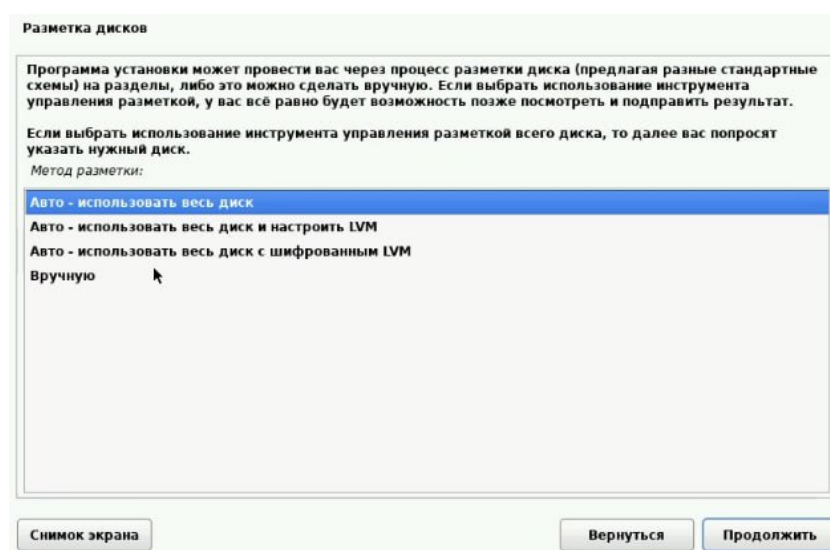 Разметка дисков
Программа установки может провести вас через процесс разметки диска (предлагая разные стандартные
схемы) на разделы, либо это можно сделать вручную. Если выбрать использование инструмента
управления разметкой, у вас всё равно будет возможность позже посмотреть и подправить результат.
Если выбрать использование инструмента управления разметкой всего диска, то далее вас попросят
указать нужный диск.
Метод разметки:
Авто - использовать весь диск
Авто - использовать весь диск и настроить LVM
Авто - использовать весь диск с шифрованным LVM
Вручную
Снимок экрана
Вернуться
Продолжить